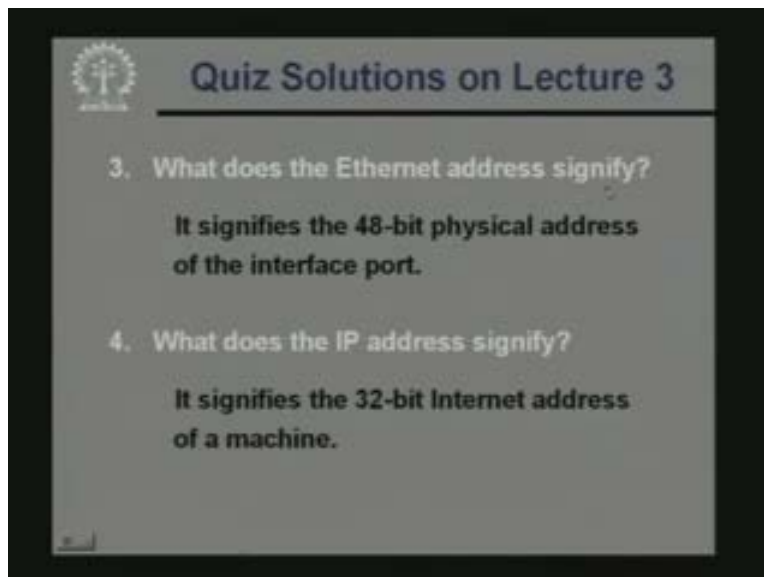 Quiz Solutions on Lecture 3
3. What does the Ethernet address signify?
It signifies the 48-bit physical address
of the interface port.
4. What does the IP address signify?
It signifies the 32-bit Internet address
of a machine.